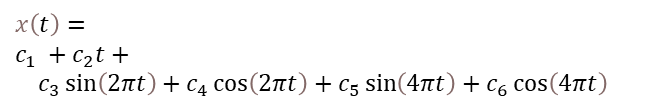 x(t) =
c₁ + c₂t +
c₃ sin(2πt) + c₄ cos(2πt) + c₅ sin(4πt) + c₆ cos(4πt)